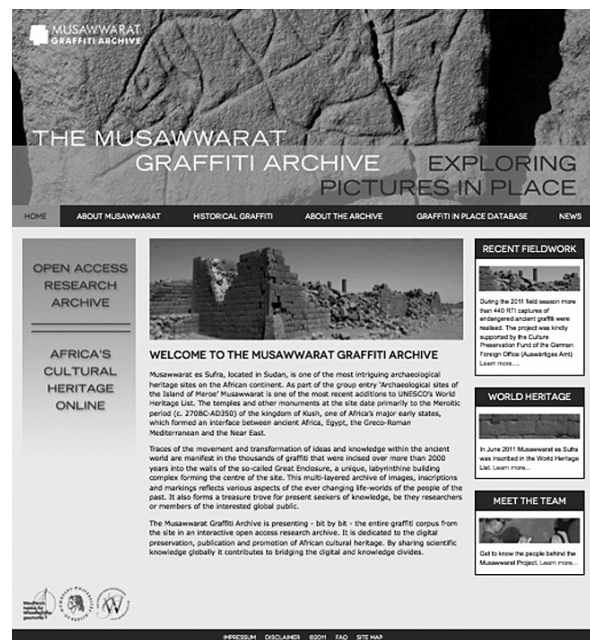 MUSAWWARAT
GRAFFITI ARCHIVE
THE MUSAWWARAT
GRAFFITI ARCHIVE
EXPLORING
PICTURES IN PLACE
HOME
ABOUT MUSAWWARAT
HISTORICAL GRAFFITI
ABOUT THE ARCHIVE
GRAFFITI IN PLACE DATABASE
NEWS
OPEN ACCESS
RESEARCH
ARCHIVE
AFRICA'S
CULTURAL
HERITAGE
ONLINE
WELCOME TO THE MUSAWWARAT GRAFFITI ARCHIVE
Musawwarat es Sufra, located in Sudan, is one of the most intriguing archaeological
heritage sites on the African continent. As part of the group entry 'Archaeological sites of
the Island of Meroe' Musawwarat is one of the most recent additions to UNESCO's World
Heritage List. The temples and other monuments at the site date primarily to the Meroitic
period (c. 270BC-AD350) of the kingdom of Kush, one of Africa's major early states,
which formed an interface between ancient Africa, Egypt, the Greco-Roman
Mediterranean and the Near East.
Traces of the movement and transformation of ideas and knowledge within the ancient
world are manifest in the thousands of graffiti that were incised over more than 2000
years into the walls of the so-called Great Enclosure, a unique, labyrinthine building
complex forming the centre of the site. This multi-layered archive of images, inscriptions
and markings reflects various aspects of the ever changing life-worlds of the people of the
past. It also forms a treasure trove for present seekers of knowledge, be they researchers
or members of the interested global public.
The Musawwarat Graffiti Archive is presenting - bit by bit - the entire graffiti corpus from
the site in an interactive open access research archive. It is dedicated to the digital
preservation, publication and promotion of African cultural heritage. By sharing scientific
knowledge globally it contributes to bridging the digital and knowledge divides.
RECENT FIELDWORK
During the 2011 field season more
than 440 RTI captures of
endangered ancient graffiti were
realised. The project was kindly
supported by the Culture
Preservation Fund of the German
Foreign Office (Auswärtiges Amt)
Learn more....
WORLD HERITAGE
In June 2011 Musawwarat es Sufra
was inscribed in the World Heritage
List. Learn more...
MEET THE TEAM
Get to know the people behind the
Musawwarat Project. Learn more...
IMPRESSUM
DISCLAIMER
©2011
FAQ
SITE MAP